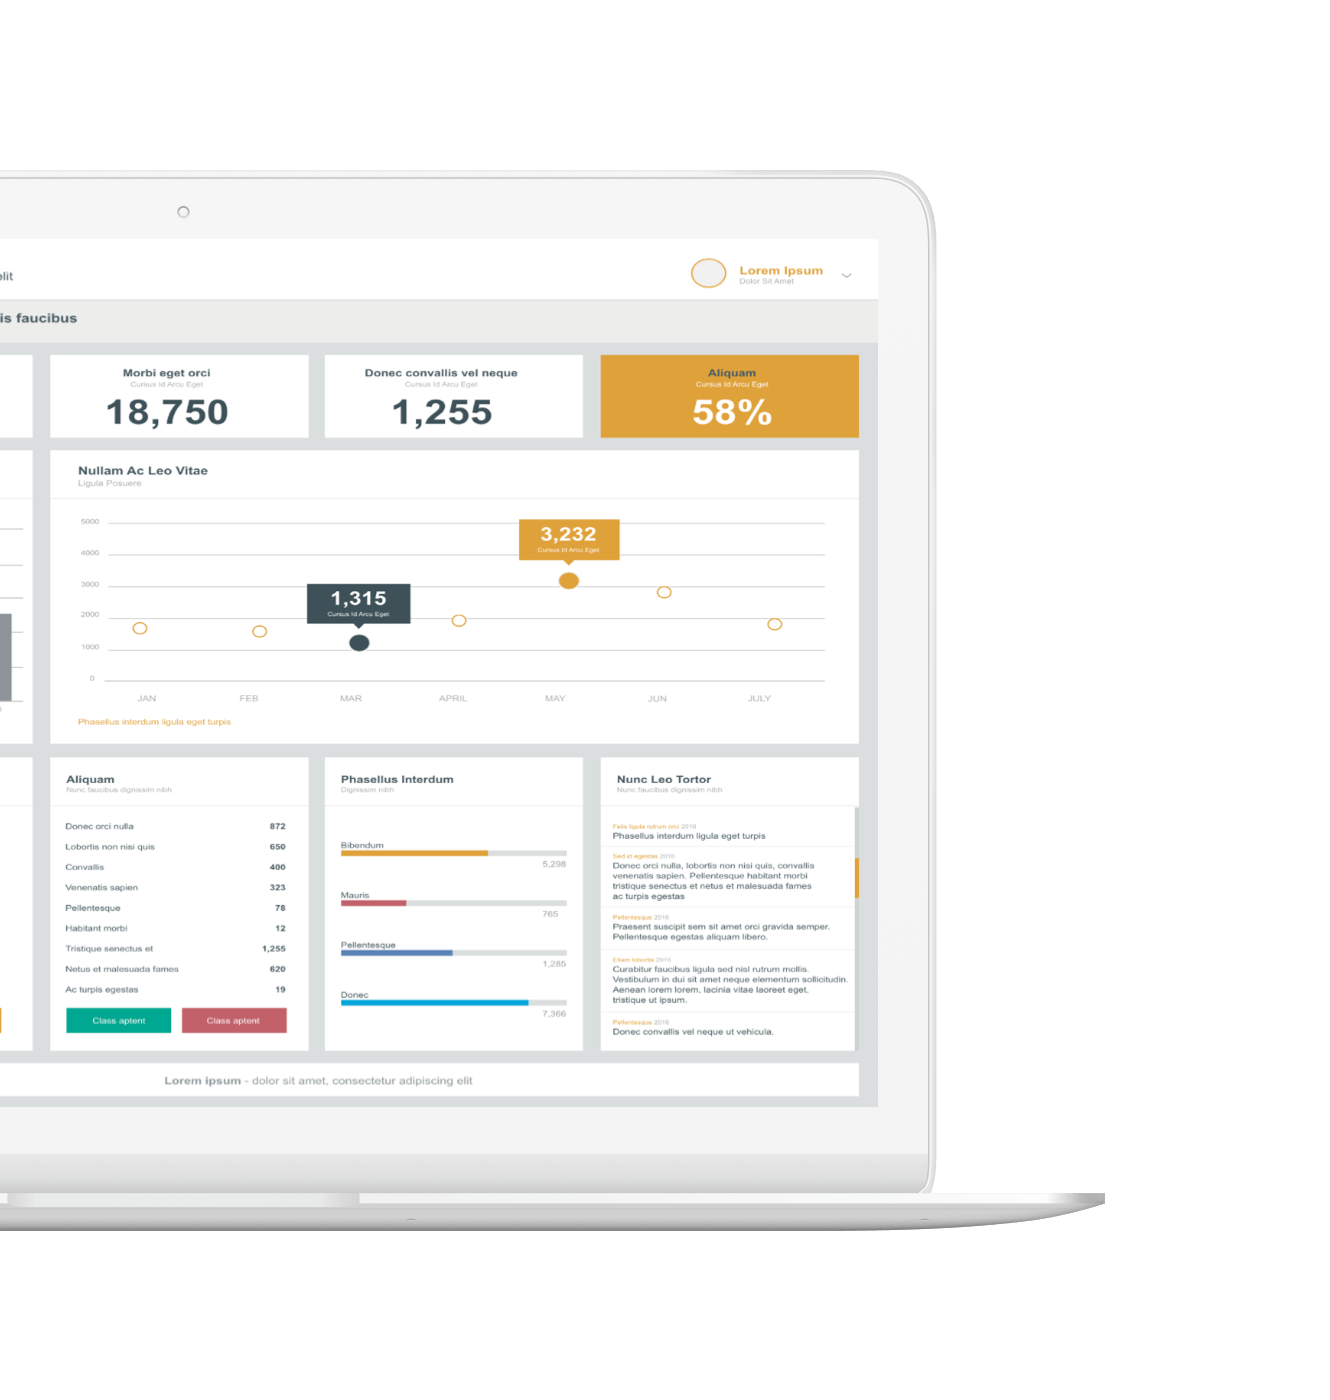 elit
Lorem Ipsum
Dolor Sit Amet
is faucibus
Morbi eget orci
Cursus Id Arcu Eget
18,750
Donec convallis vel neque
Cursus Id Arcu Eget
1,255
Aliquam
Cursus Id Arcu Eget
58%
Nullam Ac Leo Vitae
Ligula Posuere
5000
4000
3000
2000
1000
0
3,232
Cursus Id Arcu Eget
1,315
Cursus Id Arcu Eget
JAN FEB MAR APRIL MAY JUN JULY
Phasellus interdum ligula eget turpis
Aliquam
Nunc faucibus dignissim nibh
Donec orci nulla 872
Lobortis non nisi quis 650
Convallis 400
Venenatis sapien 323
Pellentesque 78
Habitant morbi 12
Tristique senectus et 1,255
Netus et malesuada fames 620
Ac turpis egestas 19
Class aptent Class aptent
Phasellus Interdum
Dignissim nibh
Bibendum
5,298
Mauris
765
Pellentesque
1,285
Donec
7,366
Nunc Leo Tortor
Nunc faucibus dignissim nibh
Felis ligula rutrum orci 2016
Phasellus interdum ligula eget turpis
Sed id egestas 2016
Donec orci nulla, lobortis non nisi quis, convallis
venenatis sapien. Pellentesque habitant morbi
tristique senectus et netus et malesuada fames
ac turpis egestas
Pellentesque 2016
Praesent suscipit sem sit amet orci gravida semper.
Pellentesque egestas aliquam libero.
Etiam lobortis 2016
Curabitur faucibus ligula sed nisl rutrum mollis.
Vestibulum in dui sit amet neque elementum sollicitudin.
Aenean lorem lorem, lacinia vitae laoreet eget,
tristique ut ipsum.
Pellentesque 2016
Donec convallis vel neque ut vehicula.
Lorem ipsum - dolor sit amet, consectetur adipiscing elit